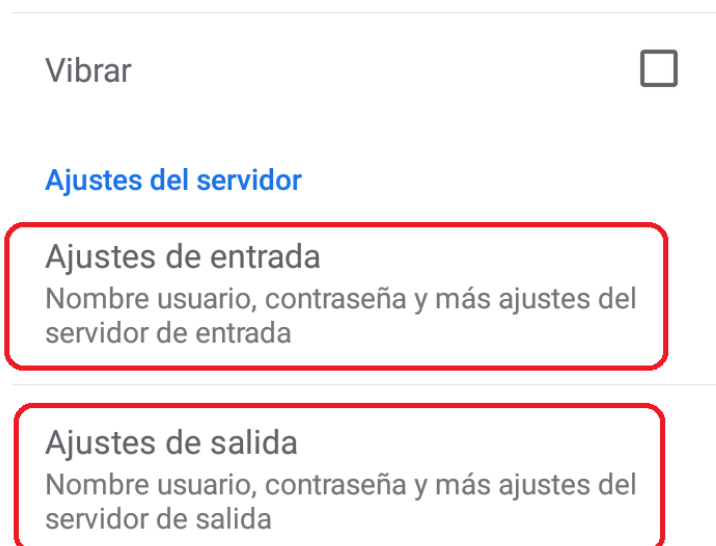 Vibrar
Ajustes del servidor
Ajustes de entrada
Nombre usuario, contraseña y más ajustes del
servidor de entrada
Ajustes de salida
Nombre usuario, contraseña y más ajustes del
servidor de salida